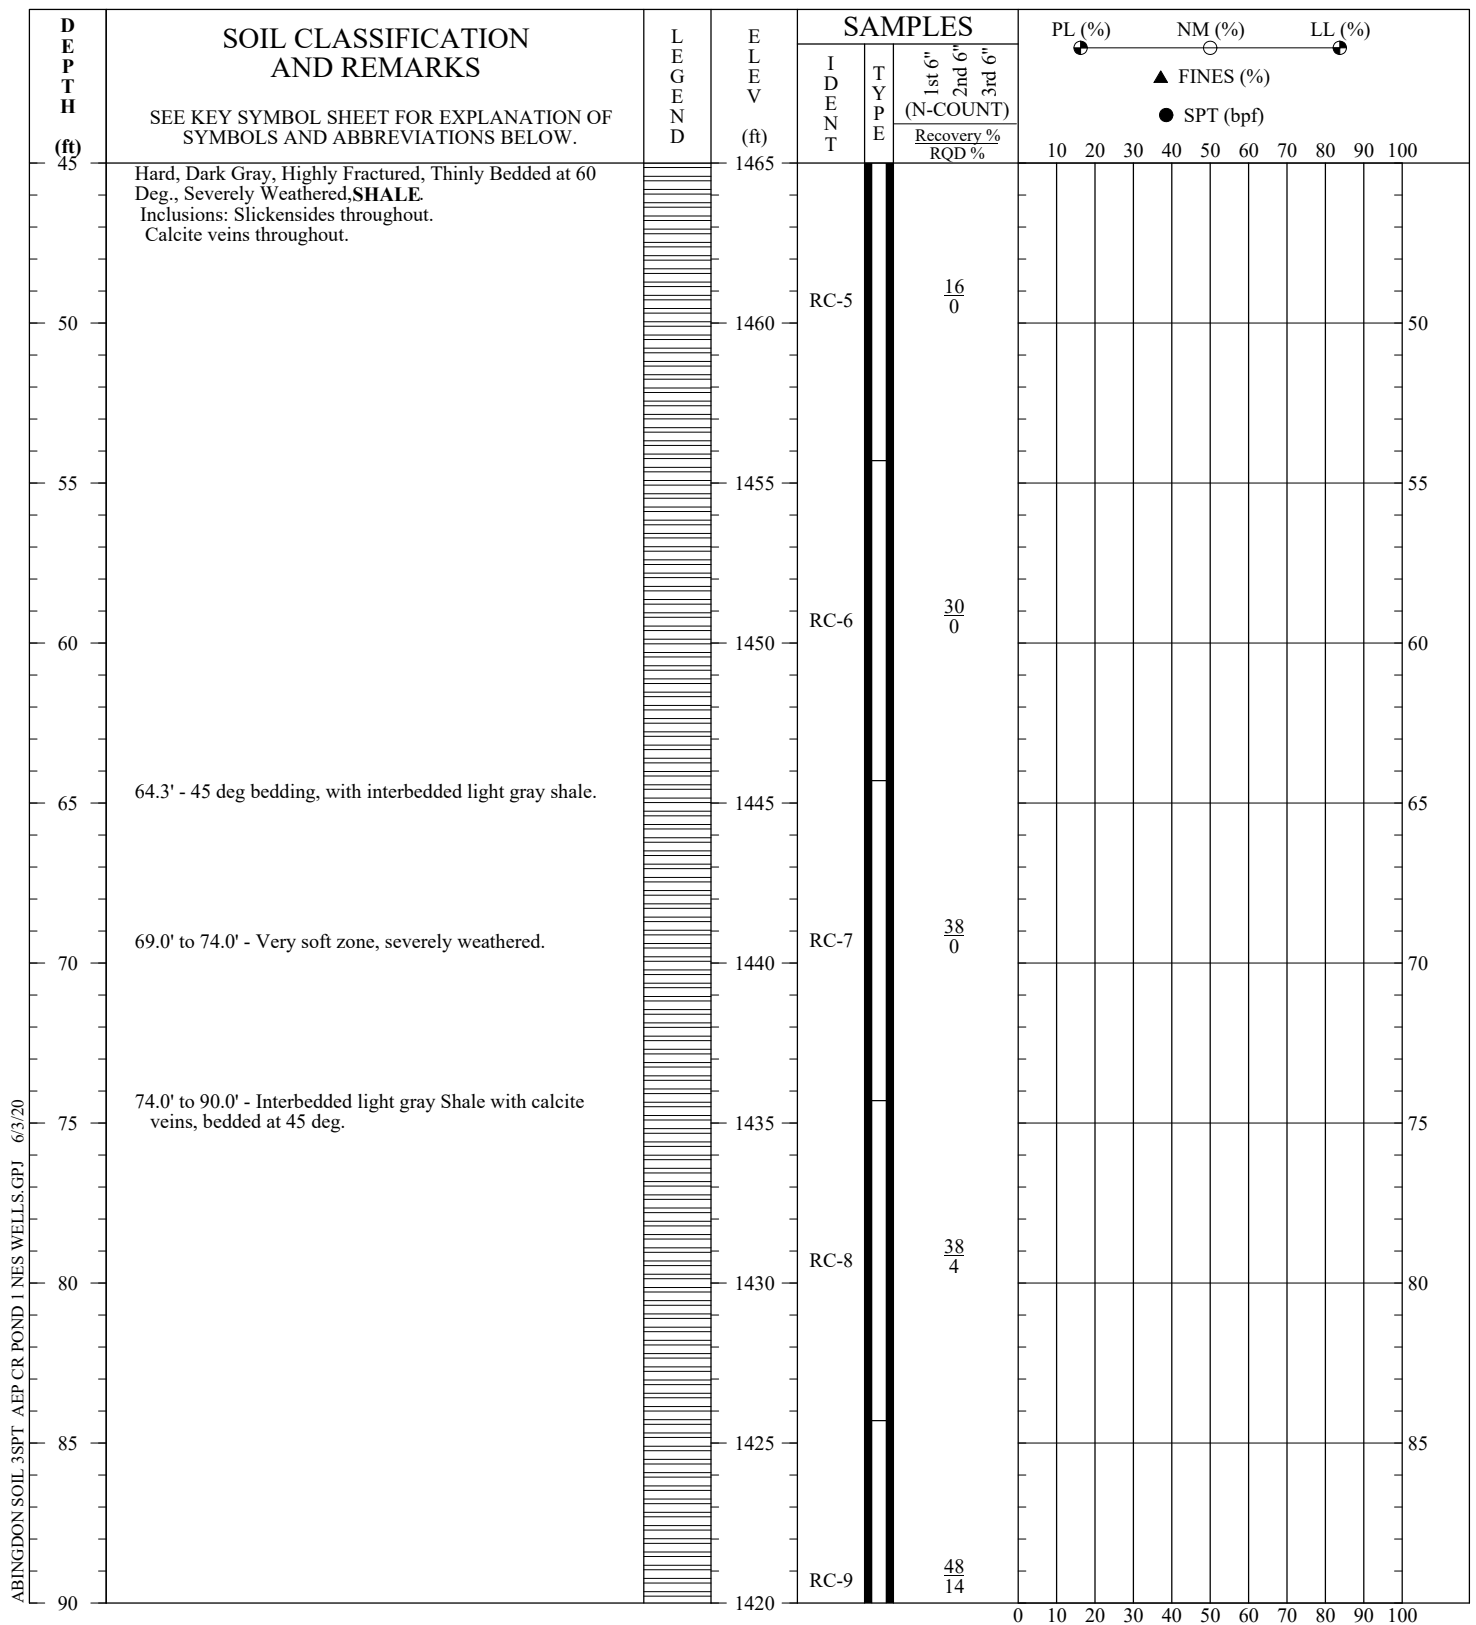 DEPTH
(ft)
SOIL CLASSIFICATION
AND REMARKS
SEE KEY SYMBOL SHEET FOR EXPLANATION OF
SYMBOLS AND ABBREVIATIONS BELOW.
LEGEND
ELEV
(ft)
SAMPLES
IDENT
TYPE
1st 6"
2nd 6"
3rd 6"
(N-COUNT)
Recovery %
RQD %
PL (%) NM (%) LL (%)
▲ FINES (%)
● SPT (bpf)
10 20 30 40 50 60 70 80 90 100
45 1465
Hard, Dark Gray, Highly Fractured, Thinly Bedded at 60
Deg., Severely Weathered,SHALE.
Inclusions: Slickensides throughout.
Calcite veins throughout.
RC-5 16
0
50 1460 50
55 1455 55
RC-6 30
0
60 1450 60
64.3' - 45 deg bedding, with interbedded light gray shale.
65 1445 65
69.0' to 74.0' - Very soft zone, severely weathered.
RC-7 38
0
70 1440 70
74.0' to 90.0' - Interbedded light gray Shale with calcite
veins, bedded at 45 deg.
75 1435 75
RC-8 38
4
80 1430 80
85 1425 85
RC-9 48
14
90 1420
0 10 20 30 40 50 60 70 80 90 100
ABINGDON SOIL 3SPT AEP CR POND 1 NES WELLS.GPJ 6/3/20